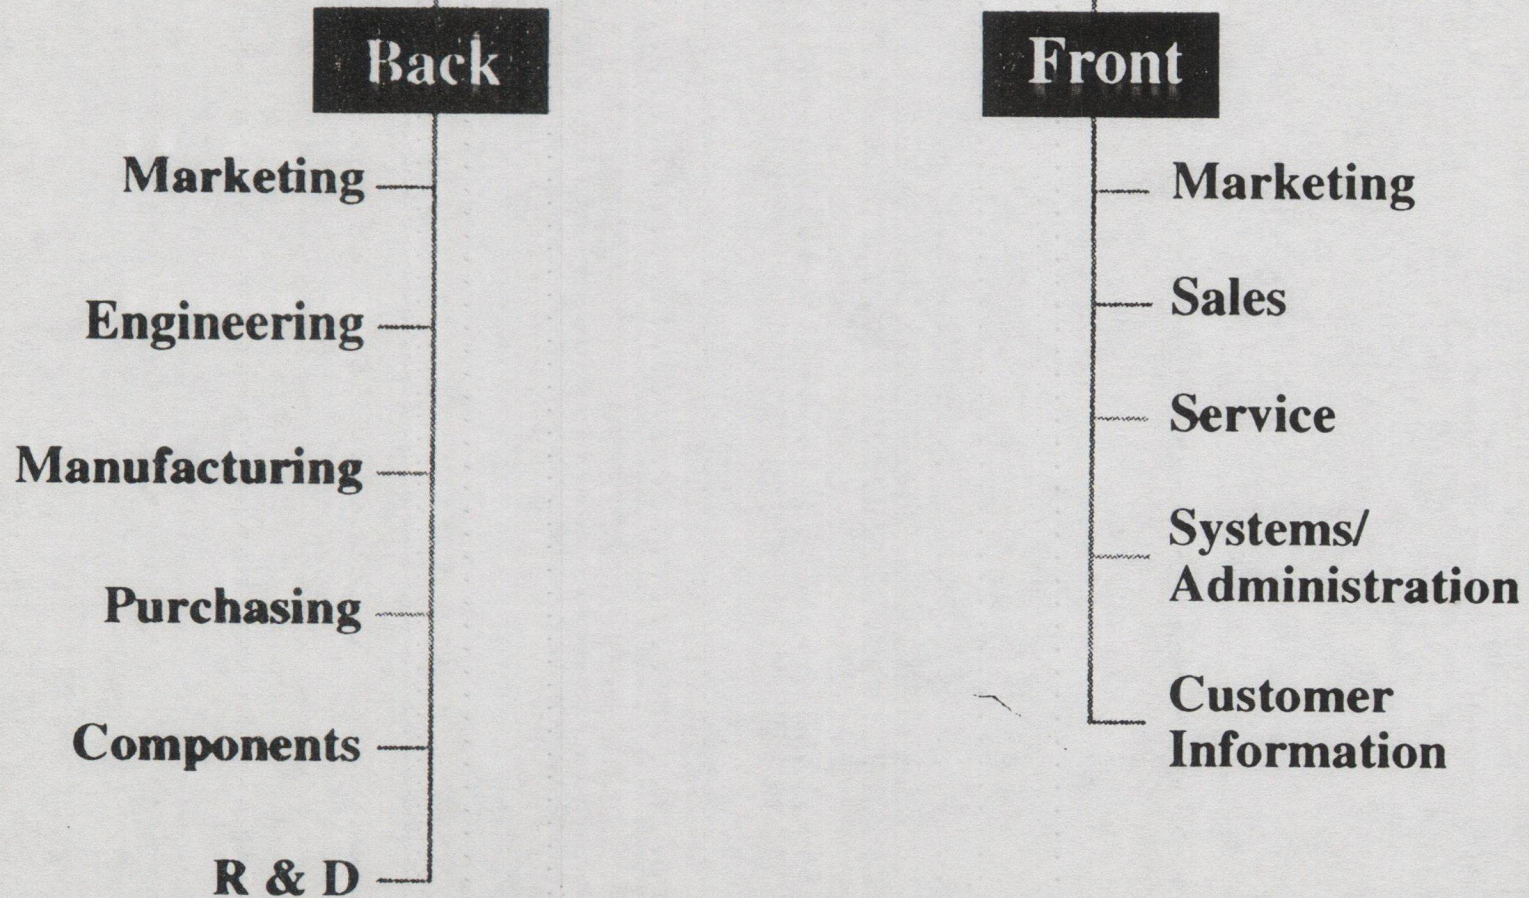 Back
Marketing
Engineering
Manufacturing
Purchasing
Components
R & D
Front
Marketing
Sales
Service
Systems/
Administration
Customer
Information